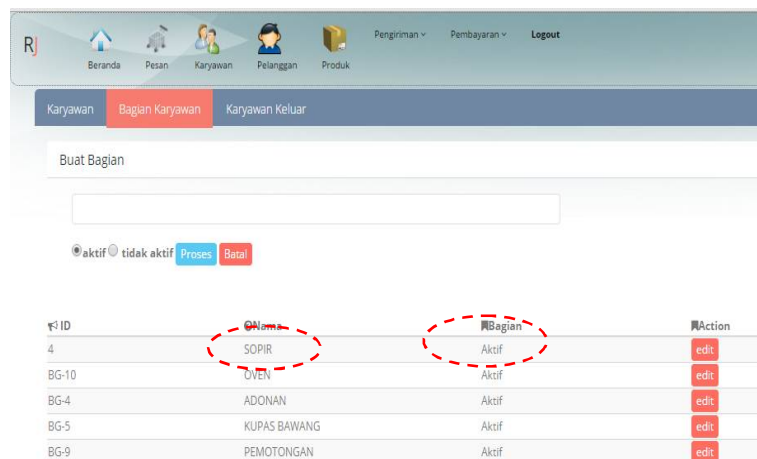 RJ
Beranda Pesan Karyawan Pelanggan Produk Pengiriman Pembayaran Logout
Karyawan Bagian Karyawan Karyawan Keluar
Buat Bagian
aktif tidak aktif Proses Batal
ID Nama Bagian Action
4 SOPIR Aktif edit
BG-10 OVEN Aktif edit
BG-4 ADONAN Aktif edit
BG-5 KUPAS BAWANG Aktif edit
BG-9 PEMOTONGAN Aktif edit